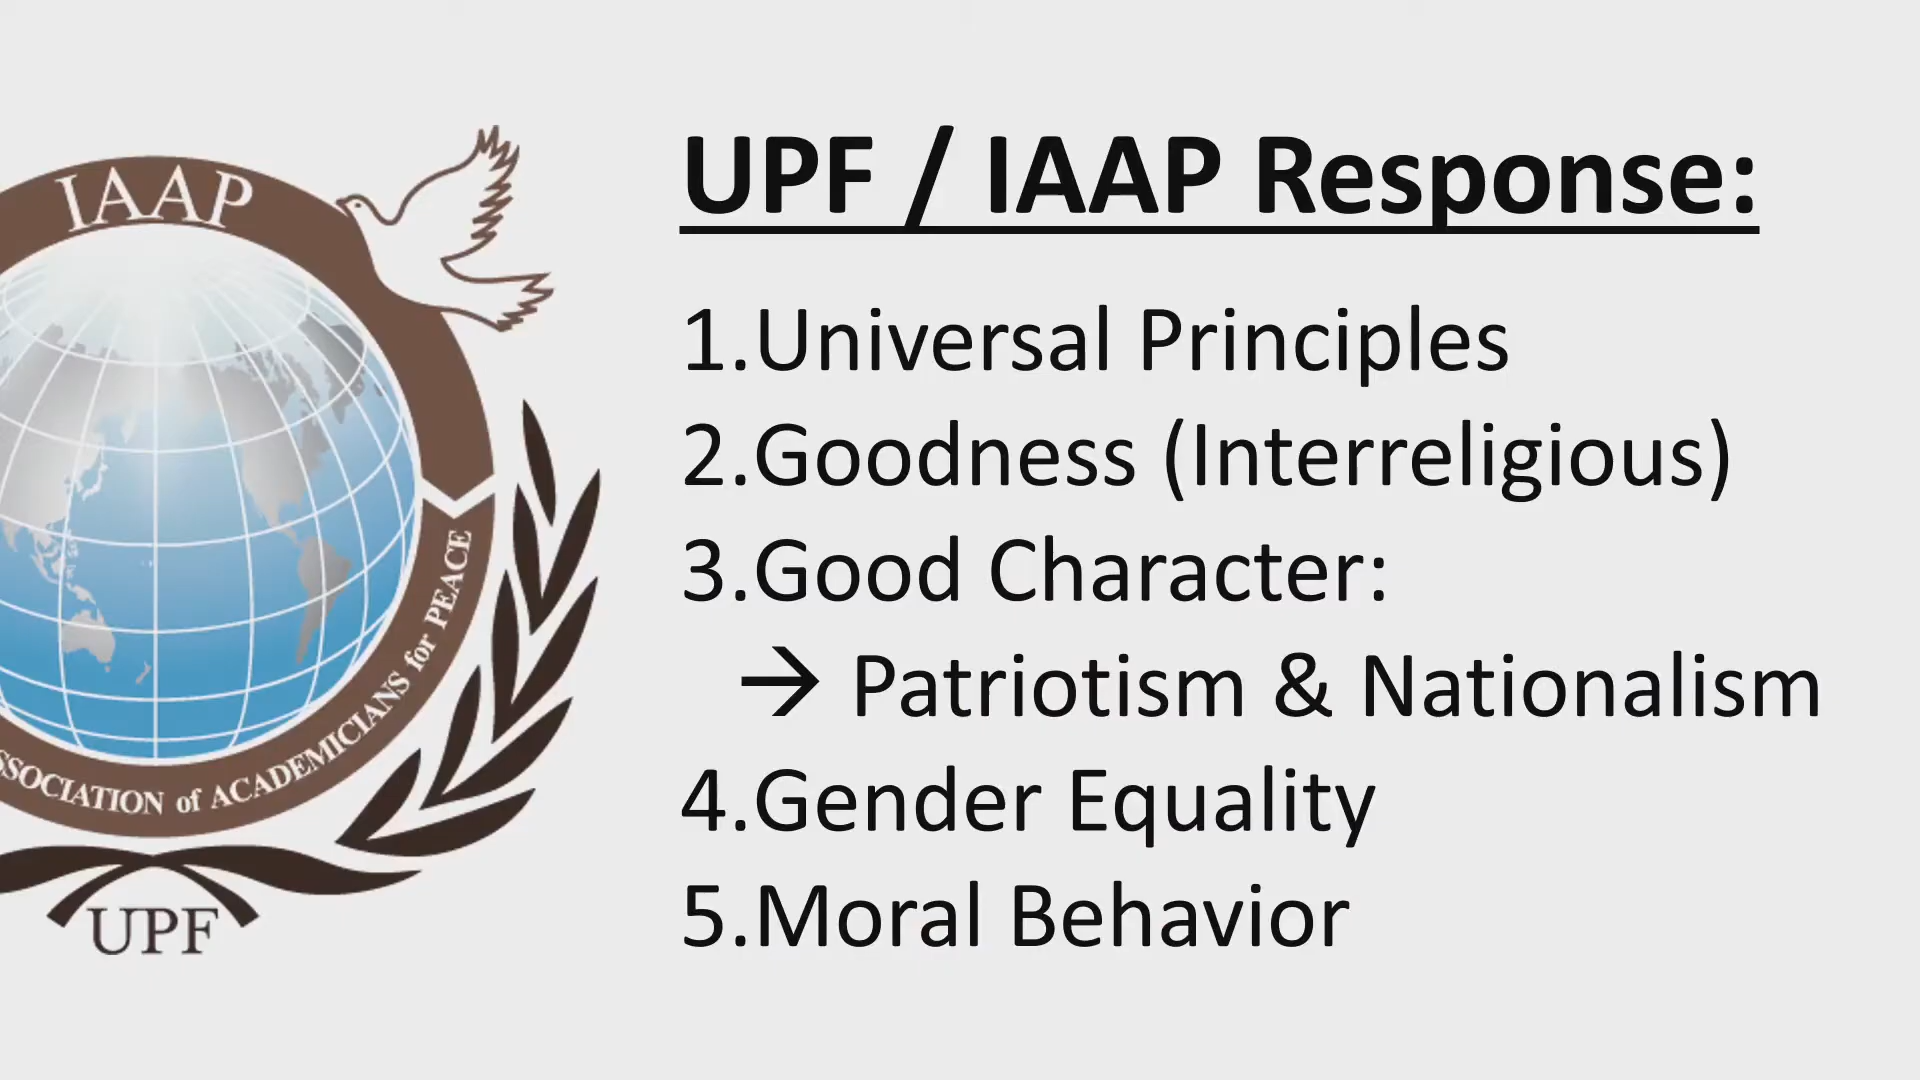 IAAP
SSOCIATION of ACADEMICIANS for PEACE
UPF
UPF / IAAP Response:
1.Universal Principles
2.Goodness (Interreligious)
3.Good Character:
→ Patriotism & Nationalism
4.Gender Equality
5.Moral Behavior